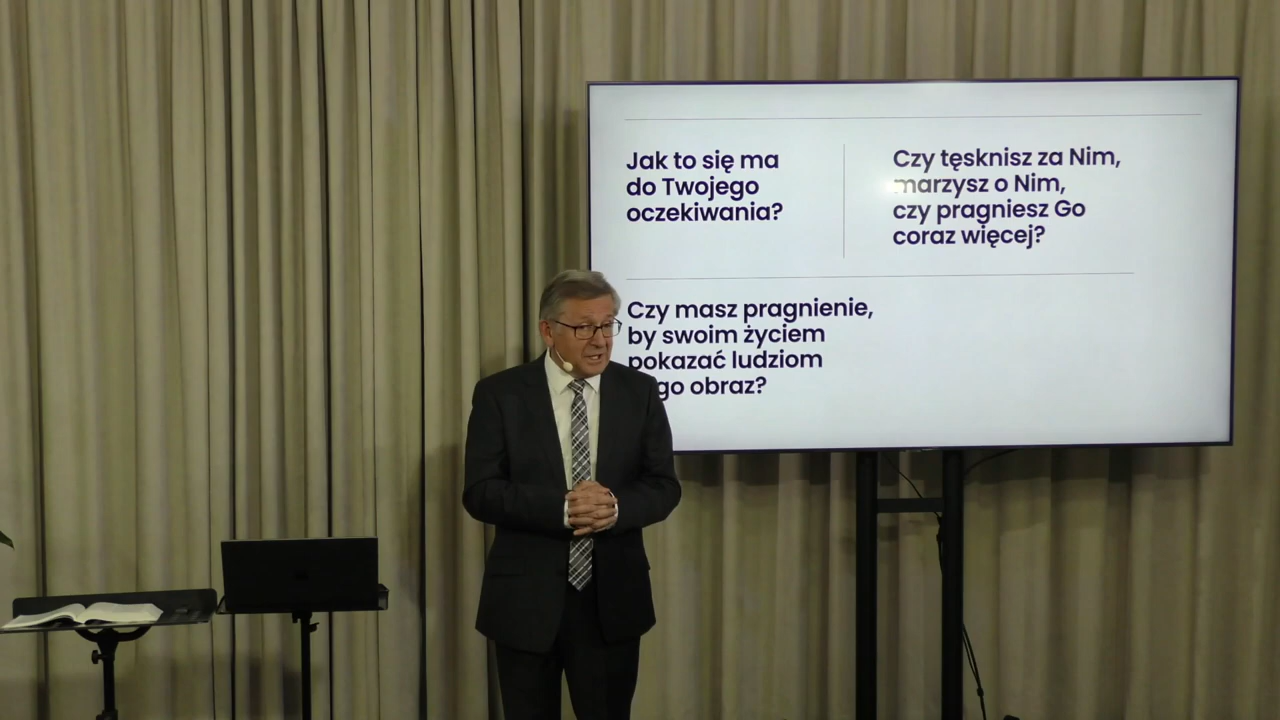 Jak to się ma
do Twojego
oczekiwania?
Czy tęsknisz za Nim,
marzysz o Nim,
czy pragniesz Go
coraz więcej?
Czy masz pragnienie,
by swoim życiem
pokazać ludziom
obraz?